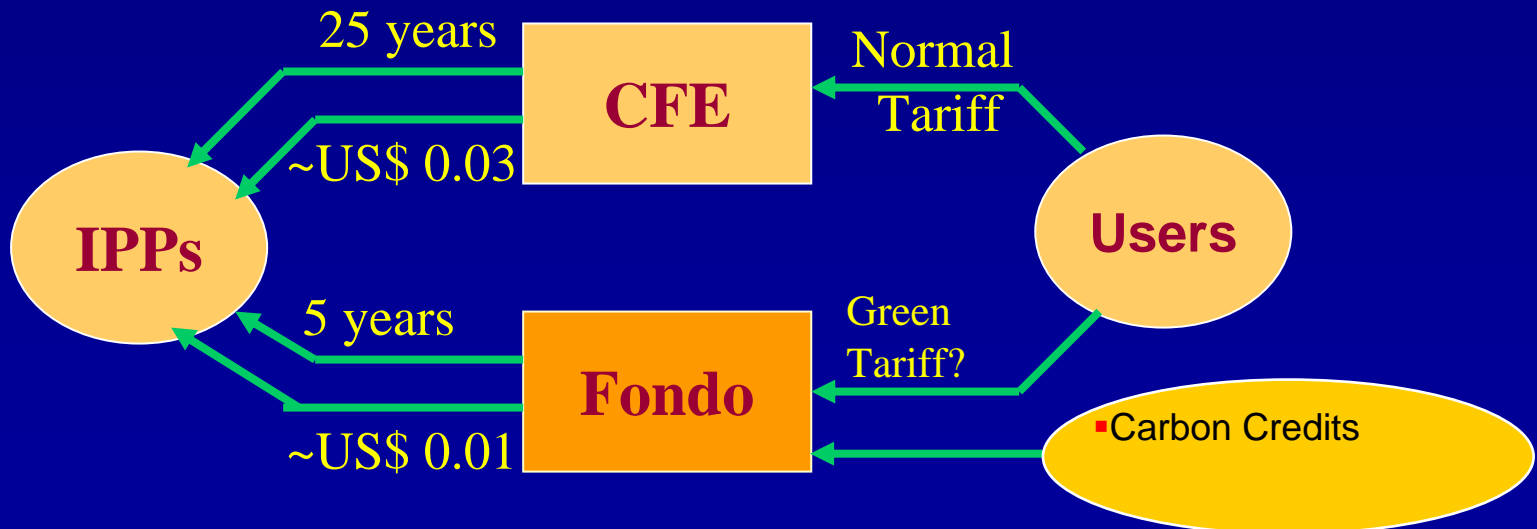 25 years
CFE
Normal
Tariff
~US$ 0.03
IPPs
Users
5 years
Green
Tariff?
Fondo
~US$ 0.01
▪Carbon Credits